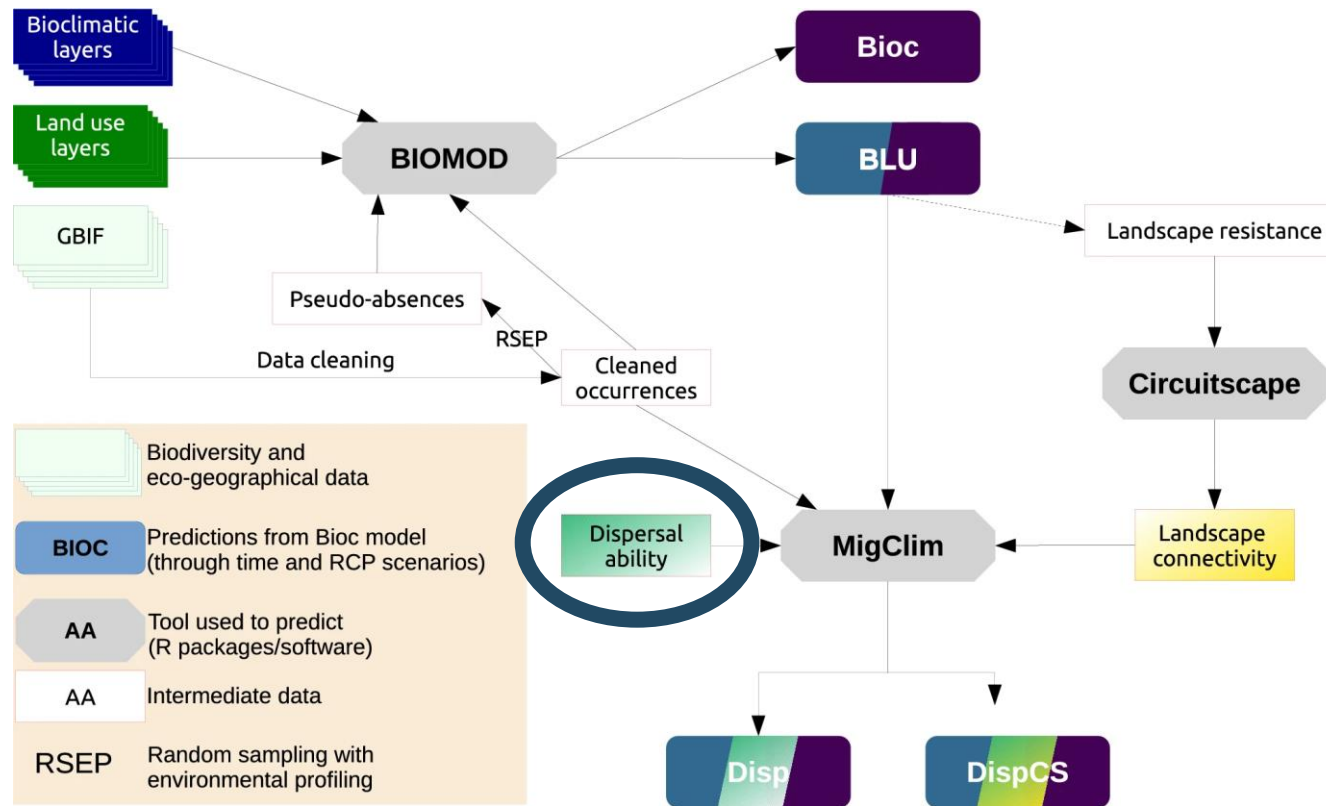 Bioclimatic
layers
Bioc
Land use
layers
BIOMOD
BLU
GBIF
Landscape resistance
Pseudo-absences
RSEP
Data cleaning
Cleaned
occurrences
Circuitscape
Biodiversity and
eco-geographical data
BIOC
Predictions from Bioc model
(through time and RCP scenarios)
Dispersal
ability
MigClim
Landscape
connectivity
AA
Tool used to predict
(R packages/software)
AA
Intermediate data
RSEP
Random sampling with
environmental profiling
Disp
DispCS